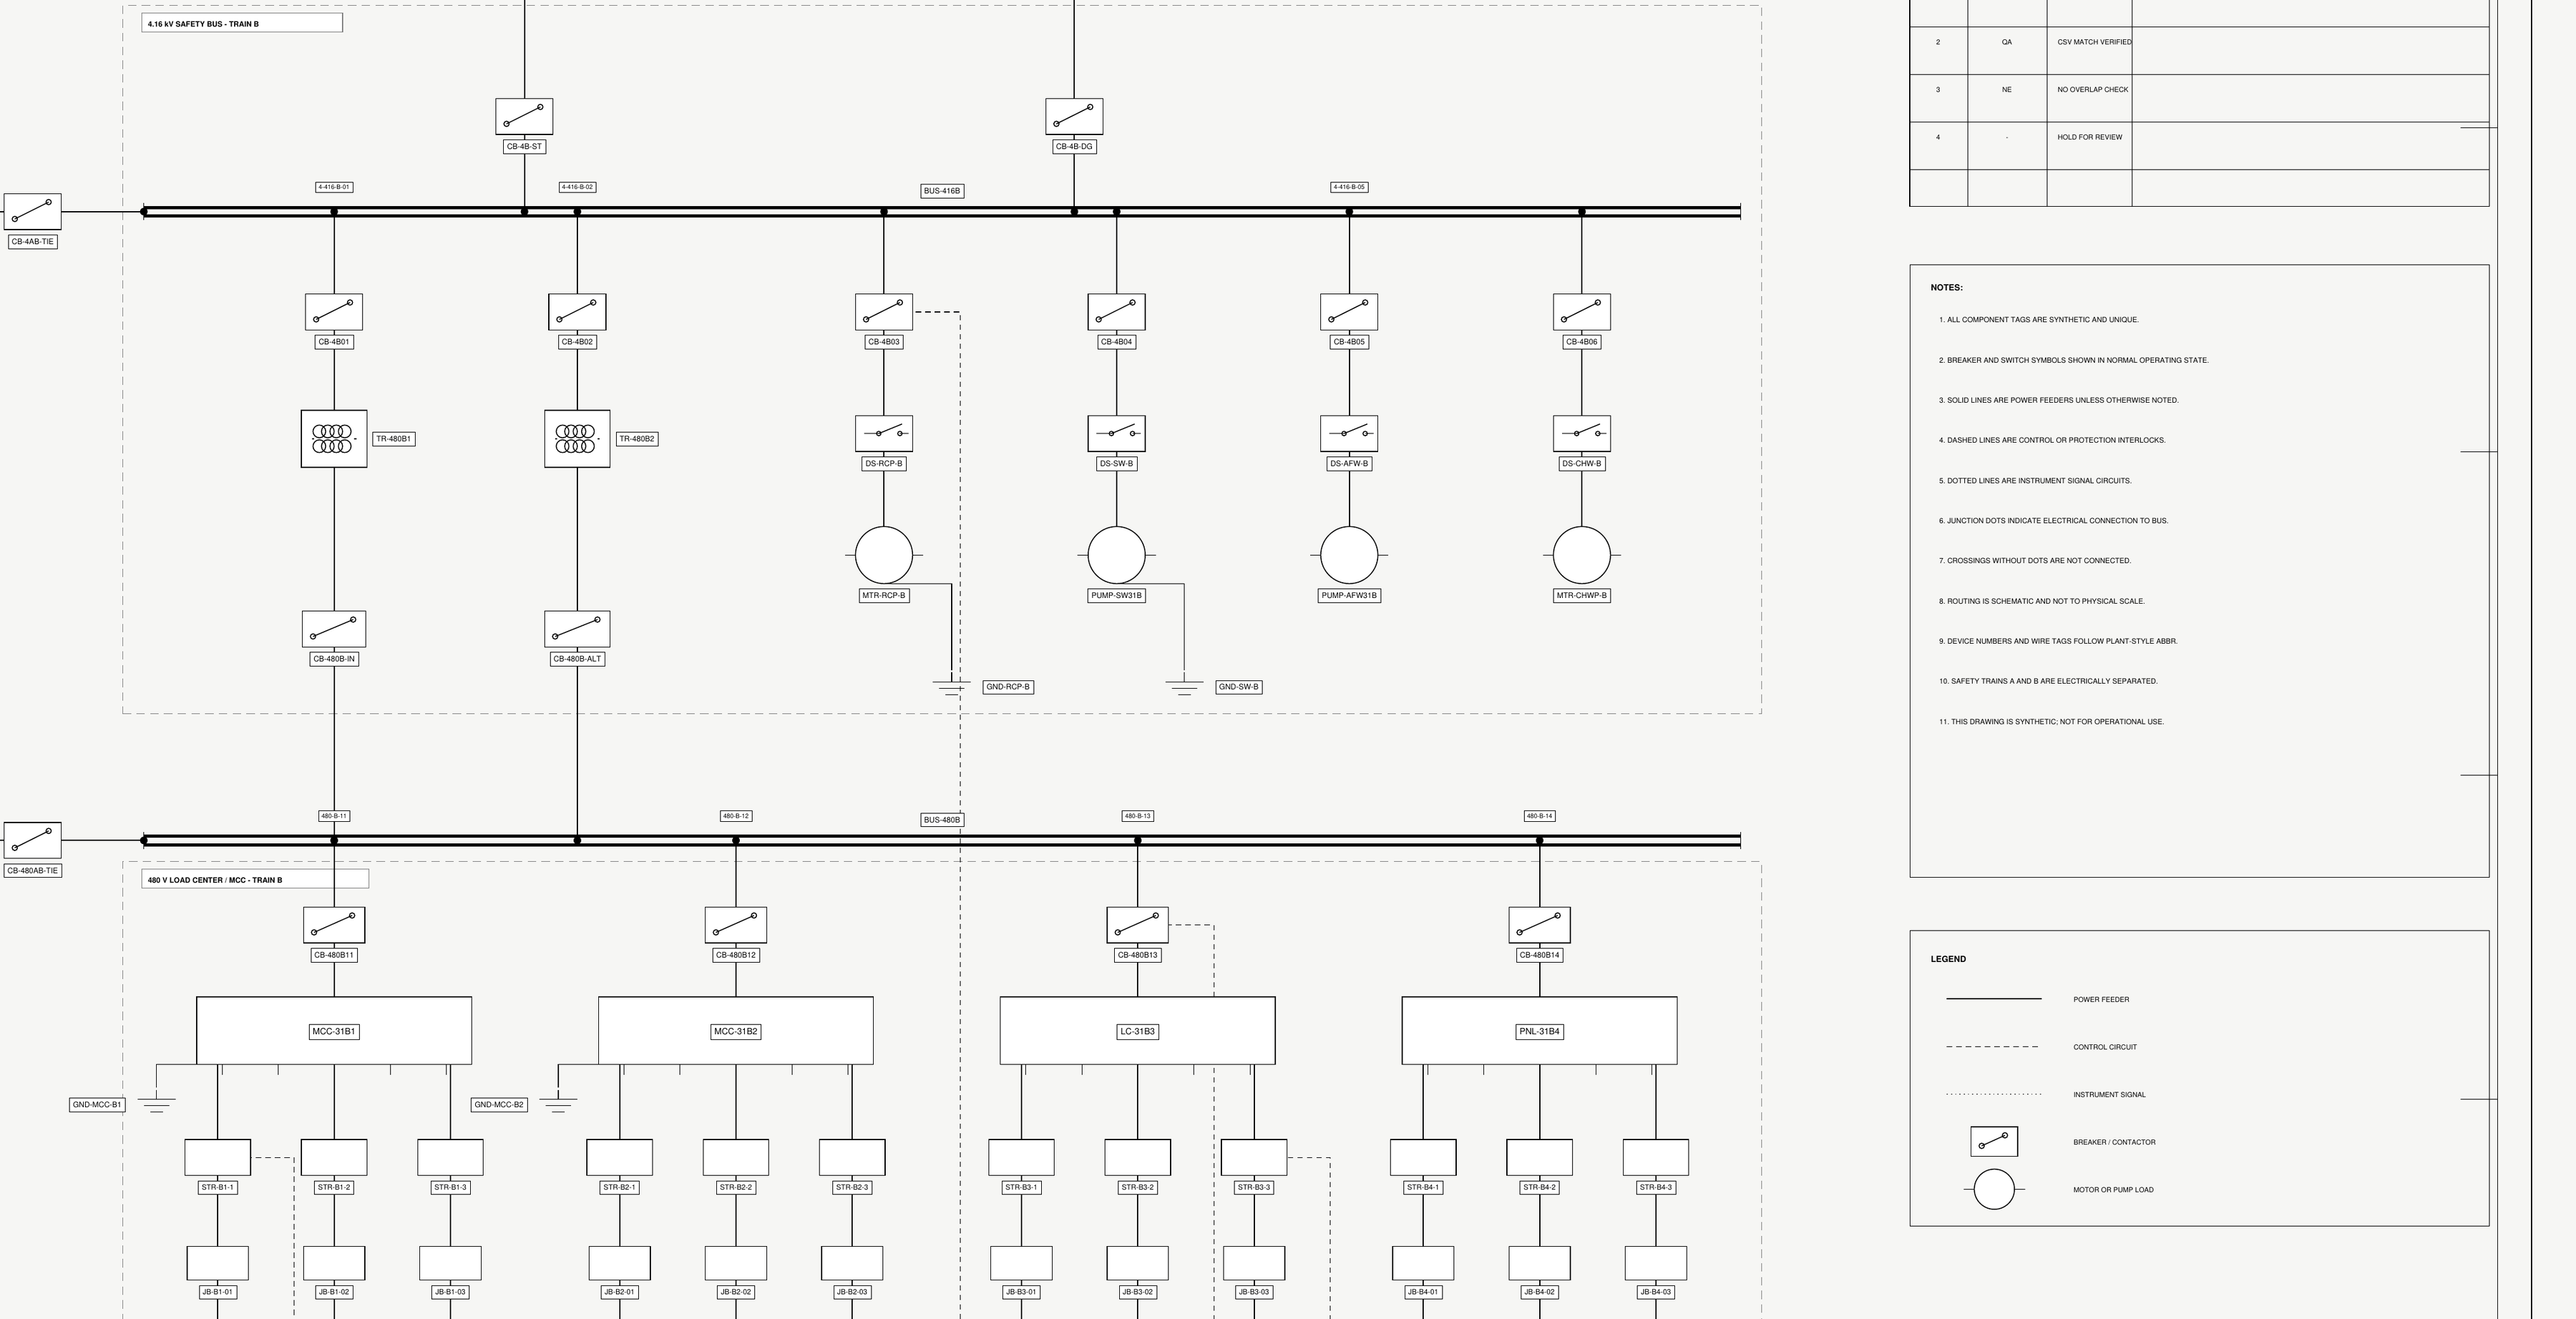 4.16 kV SAFETY BUS - TRAIN B
CB-4B-ST
CB-4B-DG
4-416-B-01
4-416-B-02
BUS-416B
4-416-B-05
CB-4AB-TIE
CB-4B01
CB-4B02
CB-4B03
CB-4B04
CB-4B05
CB-4B06
TR-480B1
TR-480B2
DS-RCP-B
DS-SW-B
DS-AFW-B
DS-CHW-B
MTR-RCP-B
PUMP-SW31B
PUMP-AFW31B
MTR-CHWP-B
CB-480B-IN
CB-480B-ALT
GND-RCP-B
GND-SW-B
480-B-11
480-B-12
BUS-480B
480-B-13
480-B-14
CB-480AB-TIE
480 V LOAD CENTER / MCC - TRAIN B
CB-480B11
CB-480B12
CB-480B13
CB-480B14
MCC-31B1
MCC-31B2
LC-31B3
PNL-31B4
GND-MCC-B1
GND-MCC-B2
STR-B1-1
STR-B1-2
STR-B1-3
STR-B2-1
STR-B2-2
STR-B2-3
STR-B3-1
STR-B3-2
STR-B3-3
STR-B4-1
STR-B4-2
STR-B4-3
JB-B1-01
JB-B1-02
JB-B1-03
JB-B2-01
JB-B2-02
JB-B2-03
JB-B3-01
JB-B3-02
JB-B3-03
JB-B4-01
JB-B4-02
JB-B4-03
2 QA CSV MATCH VERIFIED
3 NE NO OVERLAP CHECK
4 - HOLD FOR REVIEW
NOTES:
1. ALL COMPONENT TAGS ARE SYNTHETIC AND UNIQUE.
2. BREAKER AND SWITCH SYMBOLS SHOWN IN NORMAL OPERATING STATE.
3. SOLID LINES ARE POWER FEEDERS UNLESS OTHERWISE NOTED.
4. DASHED LINES ARE CONTROL OR PROTECTION INTERLOCKS.
5. DOTTED LINES ARE INSTRUMENT SIGNAL CIRCUITS.
6. JUNCTION DOTS INDICATE ELECTRICAL CONNECTION TO BUS.
7. CROSSINGS WITHOUT DOTS ARE NOT CONNECTED.
8. ROUTING IS SCHEMATIC AND NOT TO PHYSICAL SCALE.
9. DEVICE NUMBERS AND WIRE TAGS FOLLOW PLANT-STYLE ABBR.
10. SAFETY TRAINS A AND B ARE ELECTRICALLY SEPARATED.
11. THIS DRAWING IS SYNTHETIC; NOT FOR OPERATIONAL USE.
LEGEND
POWER FEEDER
CONTROL CIRCUIT
INSTRUMENT SIGNAL
BREAKER / CONTACTOR
MOTOR OR PUMP LOAD